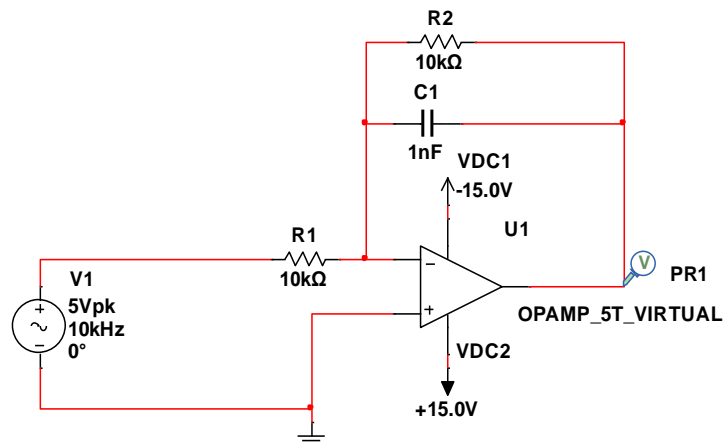 R2
10kΩ
C1
1nF
VDC1
-15.0V
U1
R1
10kΩ
V1
5Vpk
10kHz
0°
V
PR1
OPAMP_5T_VIRTUAL
VDC2
+15.0V